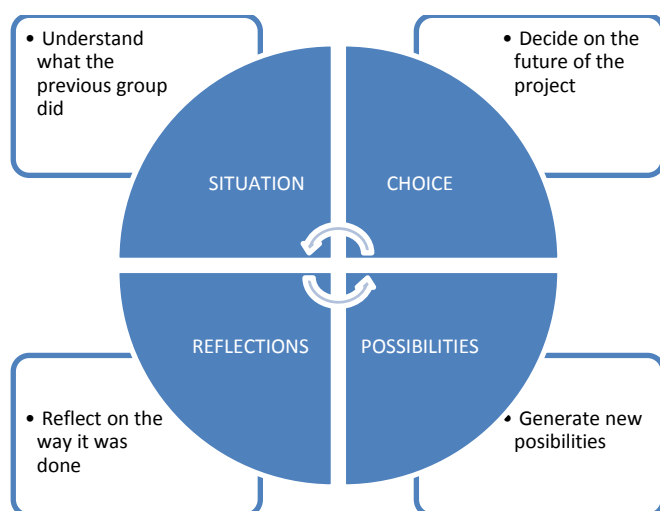 • Understand
what the
previous group
did
• Decide on the
future of the
project
SITUATION
CHOICE
REFLECTIONS
POSSIBILITIES
• Reflect on the
way it was
done
• Generate new
posibilities